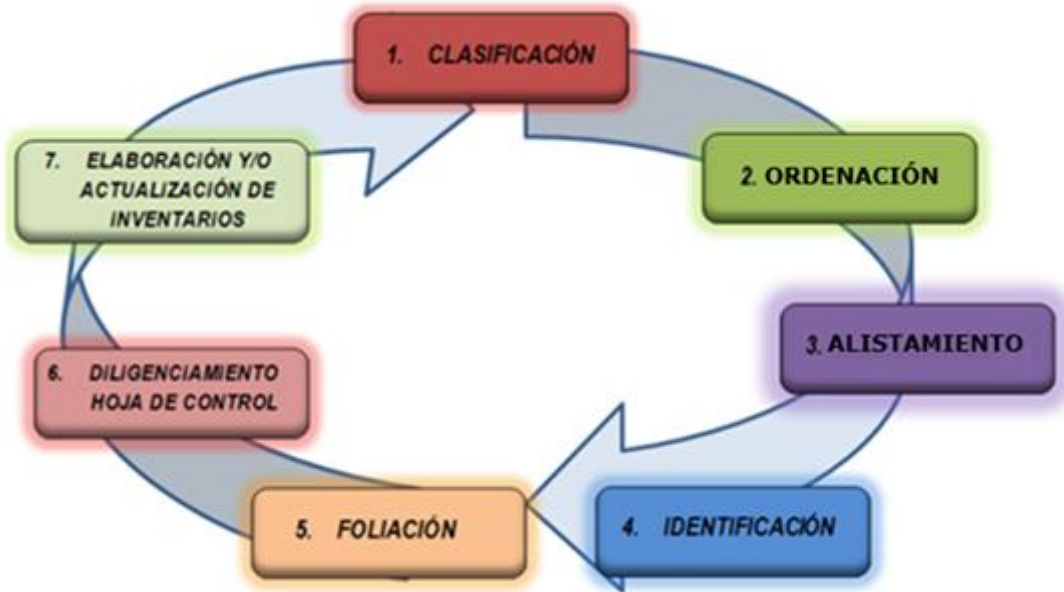 1. CLASIFICACIÓN
2. ORDENACIÓN
3. ALISTAMIENTO
4. IDENTIFICACIÓN
5. FOLIACIÓN
6. DILIGENCIAMIENTO
HOJA DE CONTROL
7. ELABORACIÓN Y/O
ACTUALIZACIÓN DE
INVENTARIOS